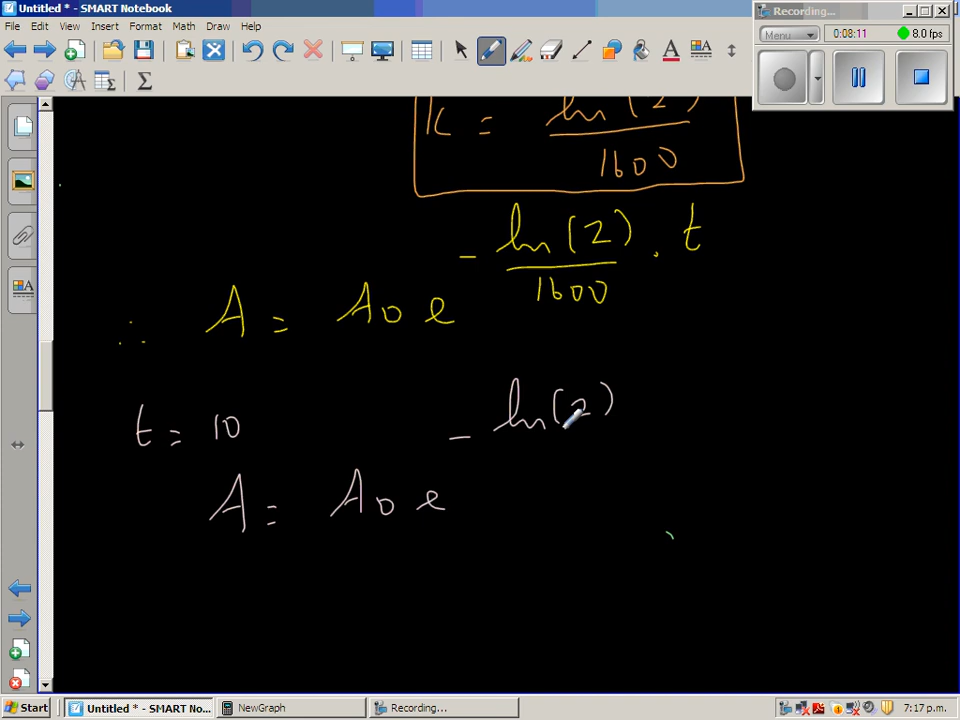 Untitled * - SMART Notebook
File Edit View Insert Format Math Draw Help
Recording...
Menu 0:08:11 8.0 fps
K = ln(2)
1600
∴ A = A0 e - ln(2) . t
1600
t = 10
A = A0 e - ln(2)
Start Untitled * - SMART No... NewGraph Recording... 7:17 p.m.